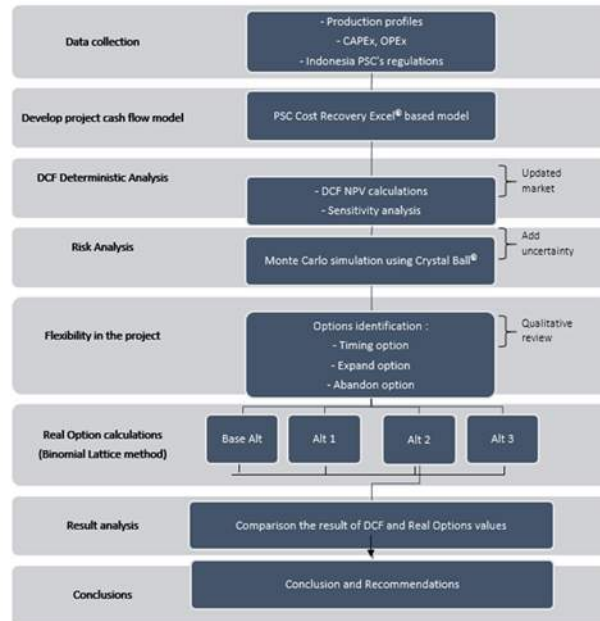 - Production profiles
Data collection
- CAPEx, OPEx
- Indonesia PSC's regulations
Develop project cash flow model
PSC Cost Recovery Excel® based model
DCF Deterministic Analysis
- DCF NPV calculations
- Sensitivity analysis
Updated
market
Risk Analysis
Monte Carlo simulation using Crystal Ball®
Add
uncertainty
Flexibility in the project
Options identification :
- Timing option
- Expand option
- Abandon option
Qualitative
review
Real Option calculations
(Binomial Lattice method)
Base Alt
Alt 1
Alt 2
Alt 3
Result analysis
Comparison the result of DCF and Real Options values
Conclusions
Conclusion and Recommendations